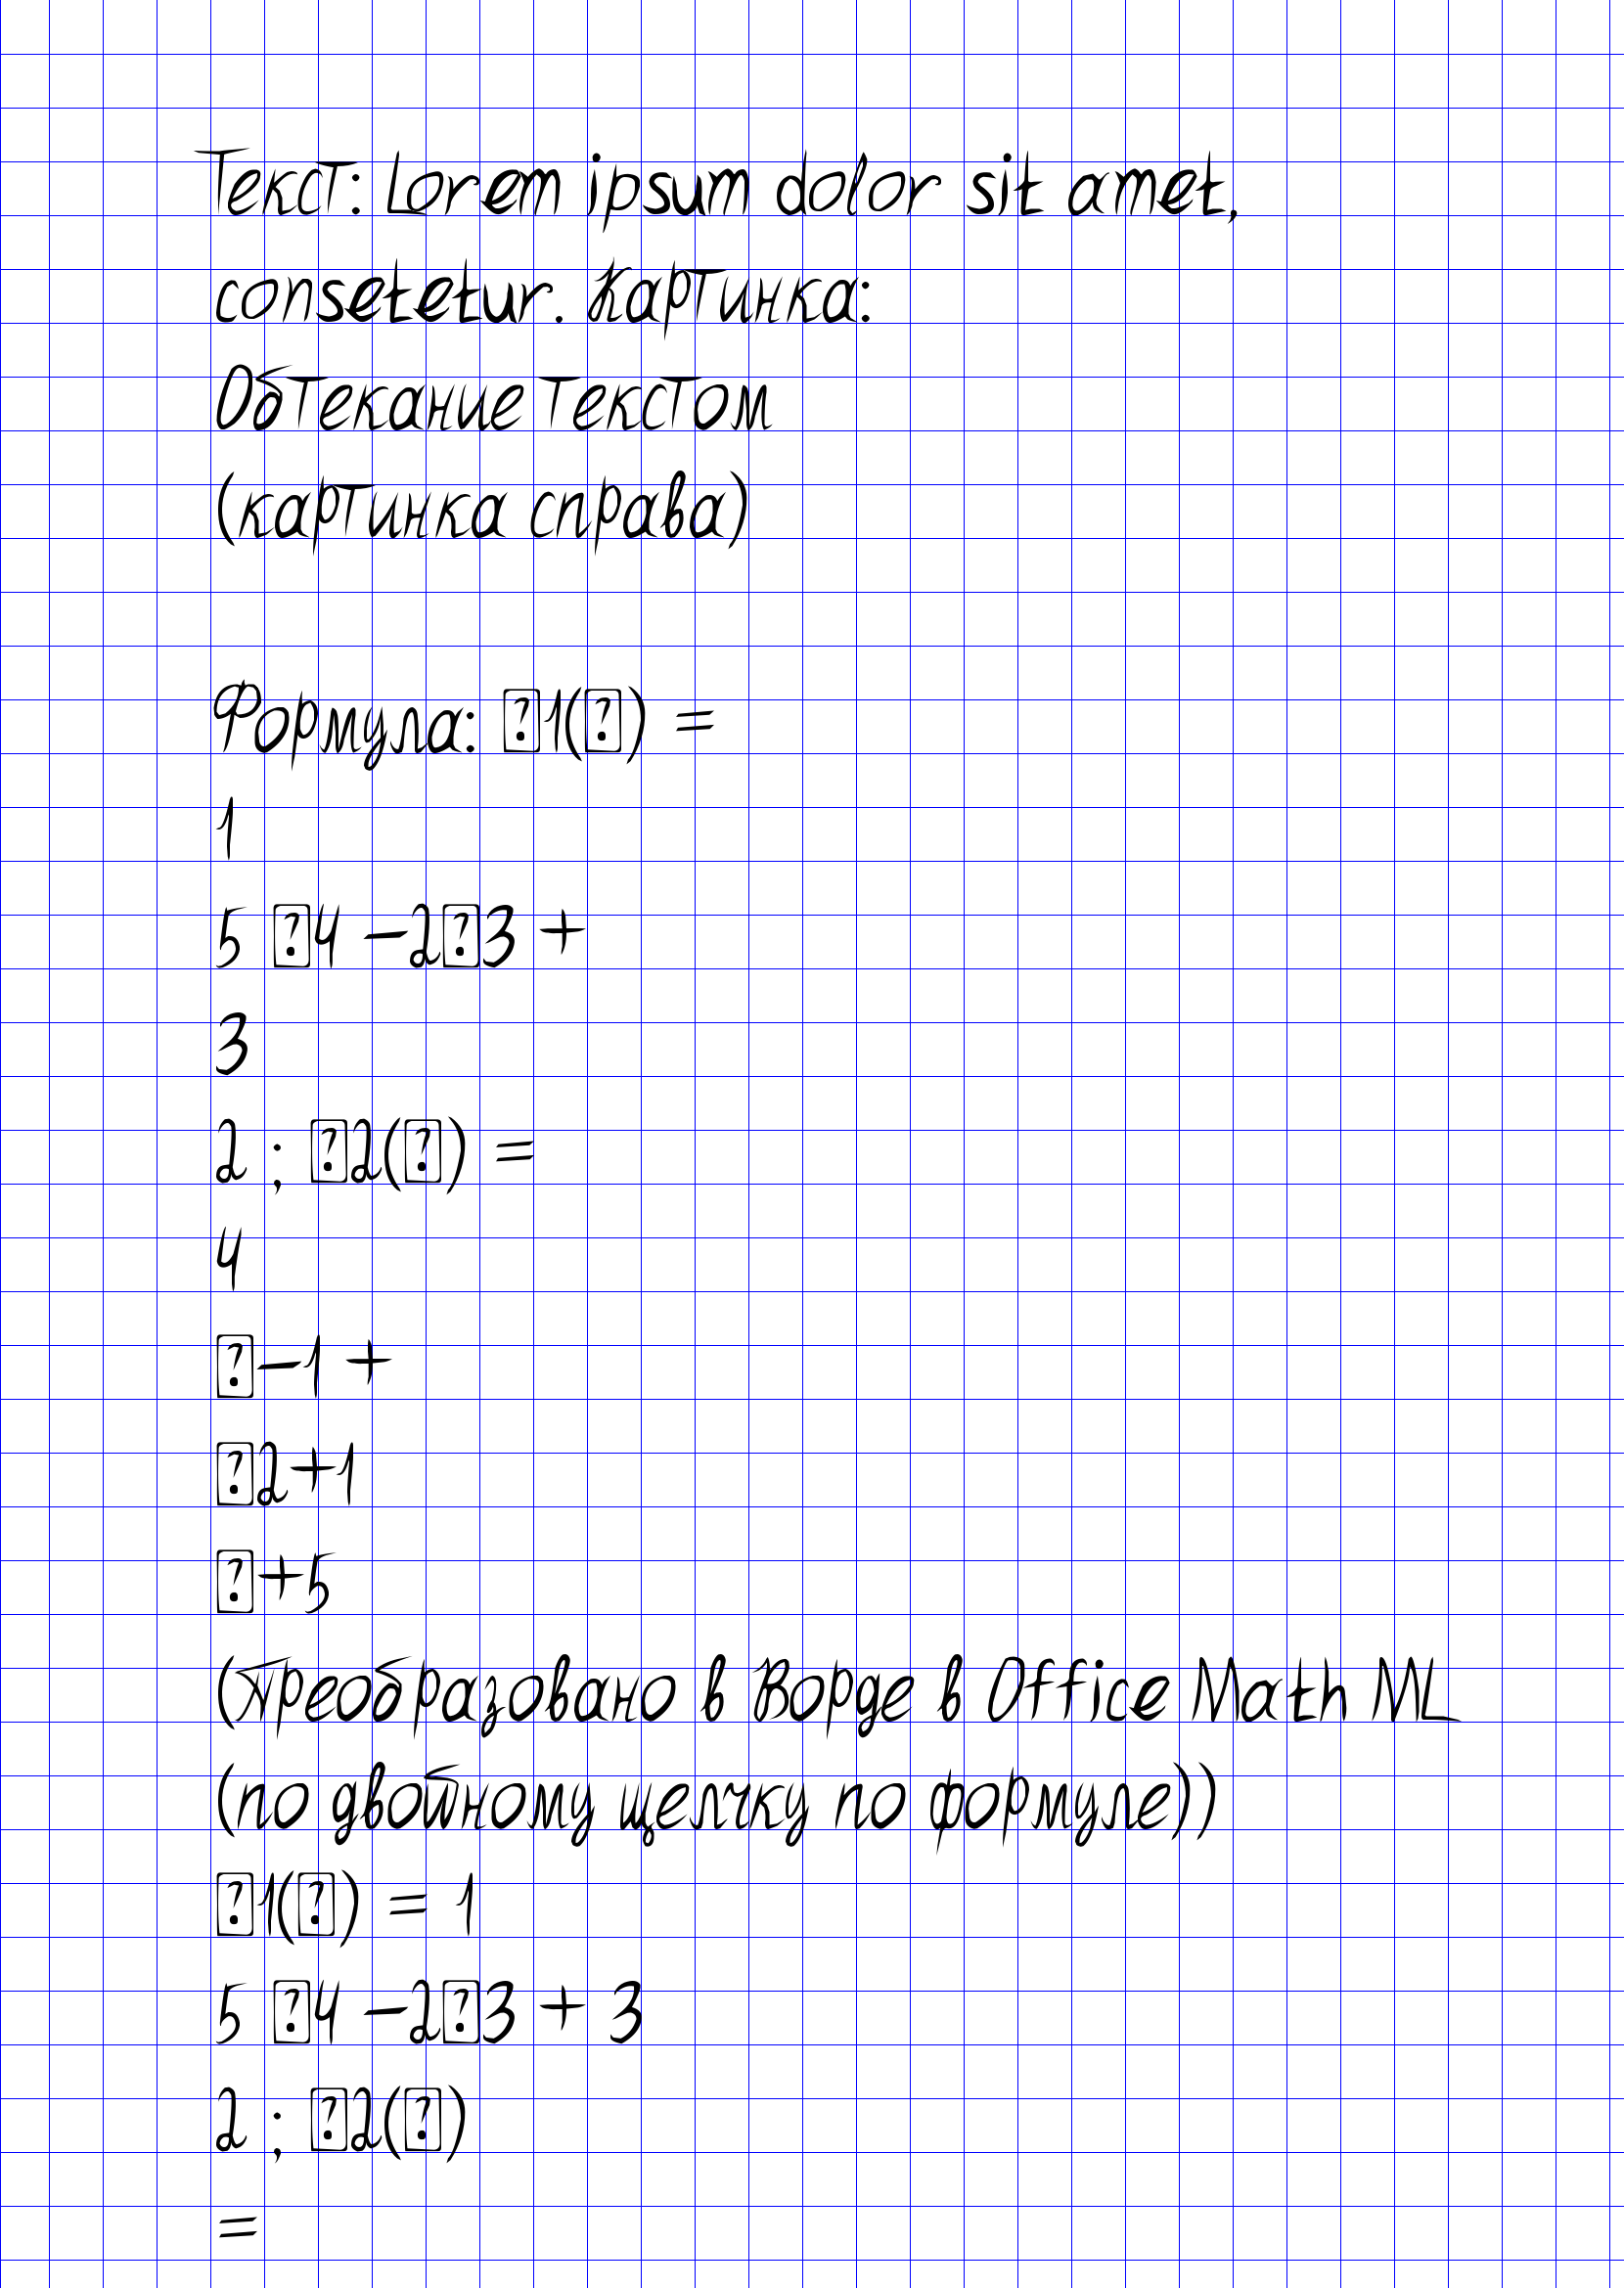 Текст: Lorem ipsum dolor sit amet,
consetetur. Картинка:
Обтекание текстом
(картинка справа)
Формула: �1(�) =
1
5 �4 –2�3 +
3
2 ; �2(�) =
4
�–1 +
�2+1
�+5
(Преобразовано в Ворде в Office Math ML
(по двойному щелчку по формуле))
�1(�) = 1
5 �4 –2�3 + 3
2 ; �2(�)
=